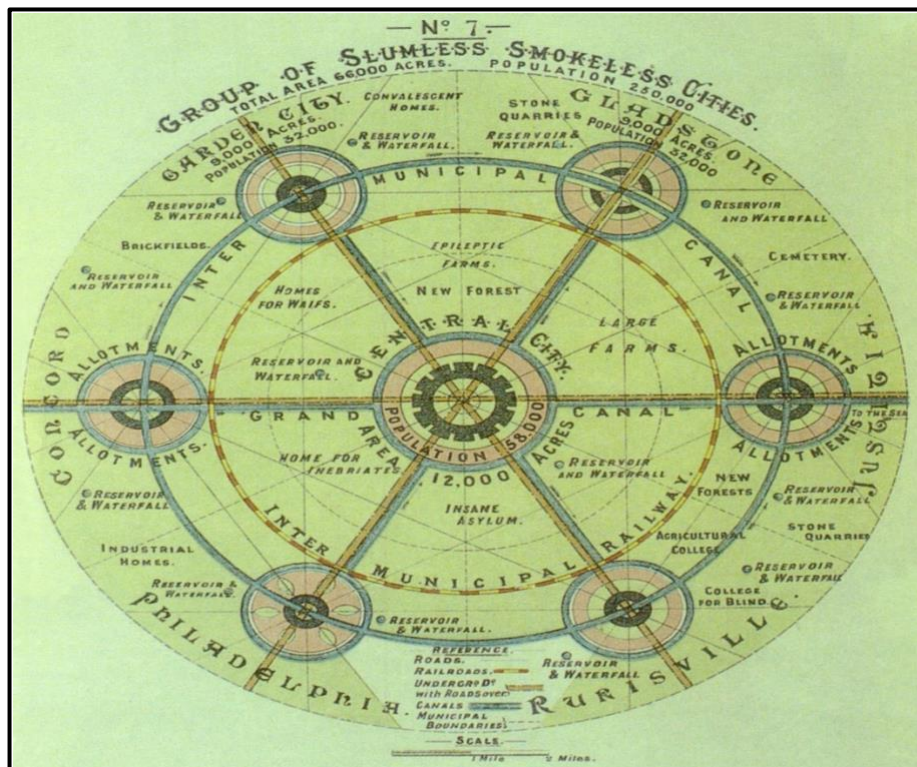 Nº 7.
GROUP OF SLUMLESS SMOKELESS CITIES.
TOTAL AREA 66,000 ACRES. POPULATION 250,000
GARDEN CITY.
9,000 ACRES.
POPULATION 32,000.
CONVALESCENT
HOMES.
RESERVOIR
& WATERFALL
STONE
QUARRIES
RESERVOIR &
WATERFALL.
GLADSTONE
9,000 ACRES.
POPULATION
32,000
RESERVOIR
& WATERFALL
RESERVOIR
AND WATERFALL
INTER MUNICIPAL CANAL
BRICKFIELDS.
EPILEPTIC
FARMS.
CEMETERY.
RESERVOIR
AND WATERFALL
HOMES
FOR WAIFS.
NEW FOREST
RESERVOIR
& WATERFALL
LARGE
FARMS.
CONCORD
ALLOTMENTS.
ALLOTMENTS.
RESERVOIR AND
WATERFALL.
CENTRAL CITY.
POPULATION 58,000
AREA 12,000 ACRES
GRAND CANAL
ALLOTMENTS
ALLOTMENTS
TO THE SEA
JUSTITIA
HOME FOR
INEBRIATES.
RESERVOIR
AND WATERFALL
RESERVOIR
& WATERFALL
INSANE
ASYLUM.
NEW
FORESTS
RESERVOIR
& WATERFALL
STONE
QUARRIES
INTER MUNICIPAL RAILWAY
AGRICULTURAL
COLLEGE
INDUSTRIAL
HOMES.
RESERVOIR &
WATERFALL.
RESERVOIR
& WATERFALL
COLLEGE
FOR BLIND.
RESERVOIR
& WATERFALL.
PHILADELPHIA.
RURISVILLE.
REFERENCE.
ROADS.
RAILROADS.
UNDERGRD Dº
WITH ROADS OVER
CANALS
MUNICIPAL
BOUNDARIES
RESERVOIR
& WATERFALL
SCALE.
1 Mile 2 Miles.